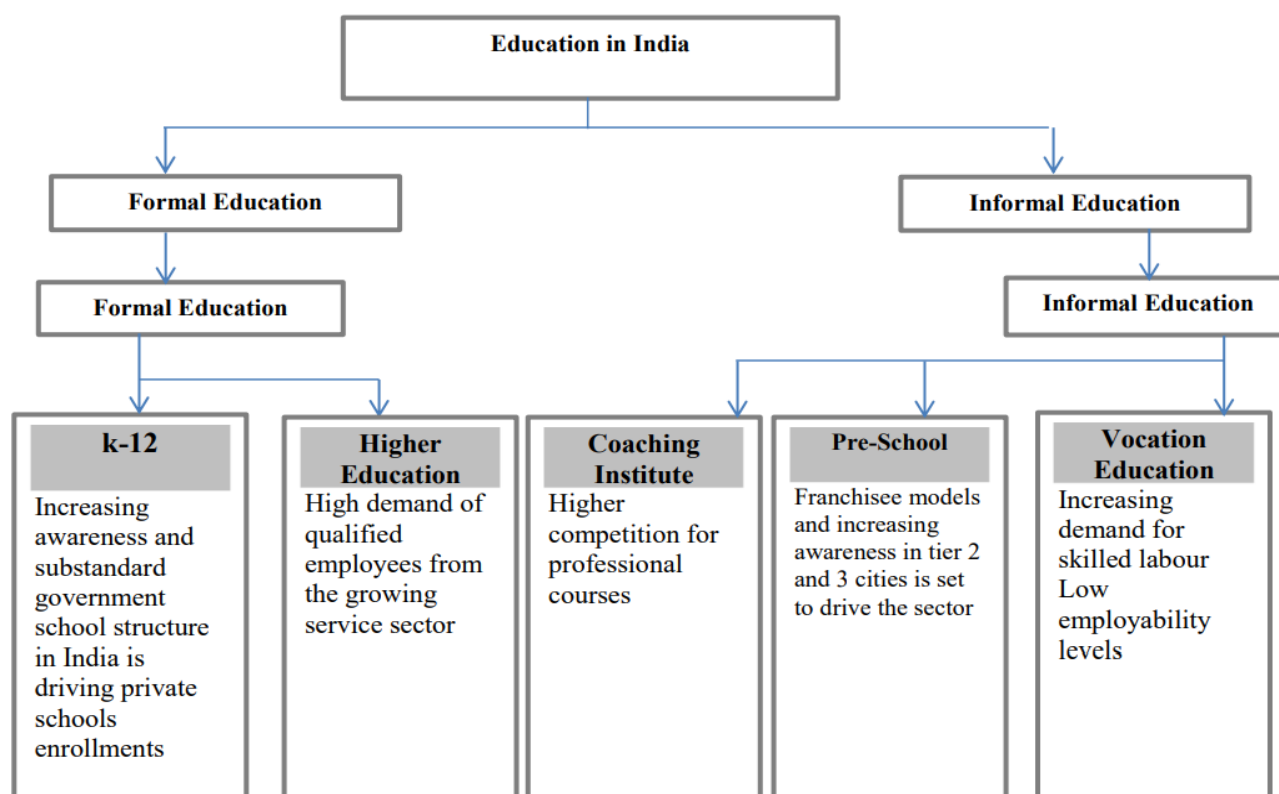 Education in India
Formal Education
Informal Education
Formal Education
Informal Education
k-12
Increasing
awareness and
substandard
government
school structure
in India is
driving private
schools
enrollments
Higher
Education
High demand of
qualified
employees from
the growing
service sector
Coaching
Institute
Higher
competition for
professional
courses
Pre-School
Franchisee models
and increasing
awareness in tier 2
and 3 cities is set
to drive the sector
Vocation
Education
Increasing
demand for
skilled labour
Low
employability
levels